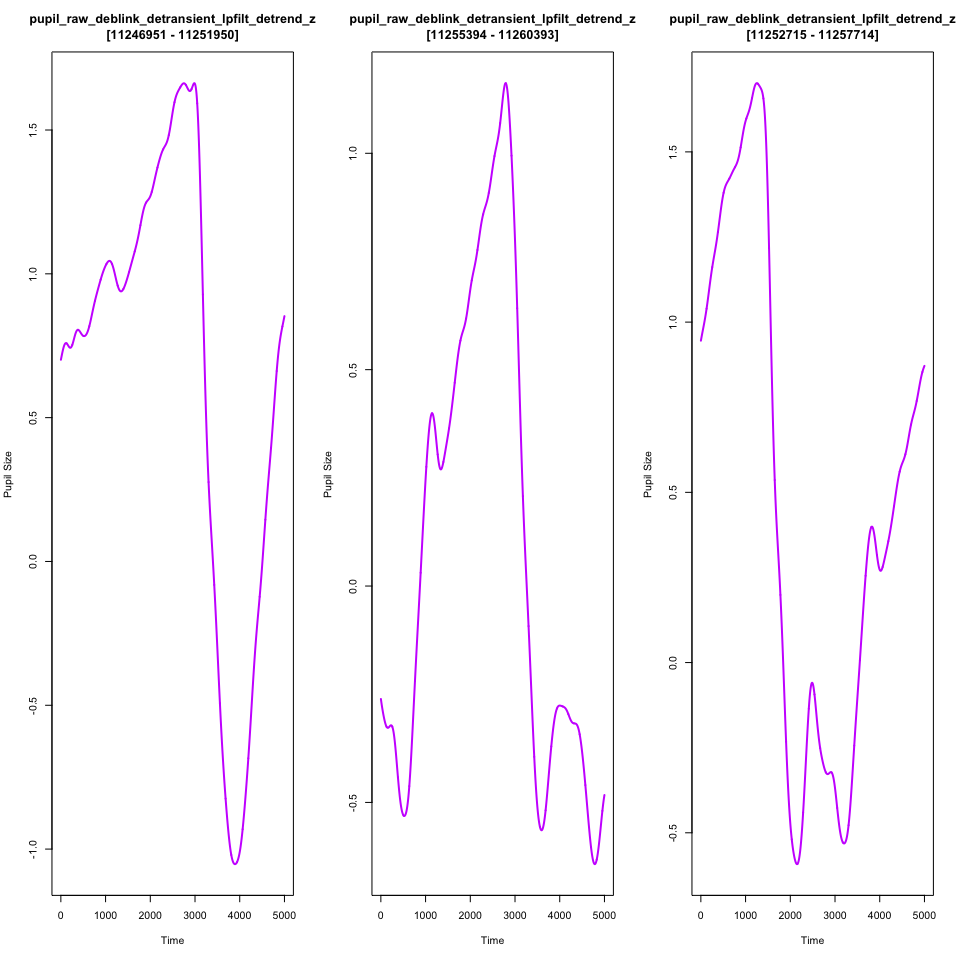 pupil_raw_deblink_detransient_lpfilt_detrend_z
[11246951 - 11251950]
Pupil Size
1.5
1.0
0.5
0.0
-0.5
-1.0
0 1000 2000 3000 4000 5000
Time
pupil_raw_deblink_detransient_lpfilt_detrend_z
[11255394 - 11260393]
Pupil Size
1.0
0.5
0.0
-0.5
0 1000 2000 3000 4000 5000
Time
pupil_raw_deblink_detransient_lpfilt_detrend_z
[11252715 - 11257714]
Pupil Size
1.5
1.0
0.5
0.0
-0.5
0 1000 2000 3000 4000 5000
Time